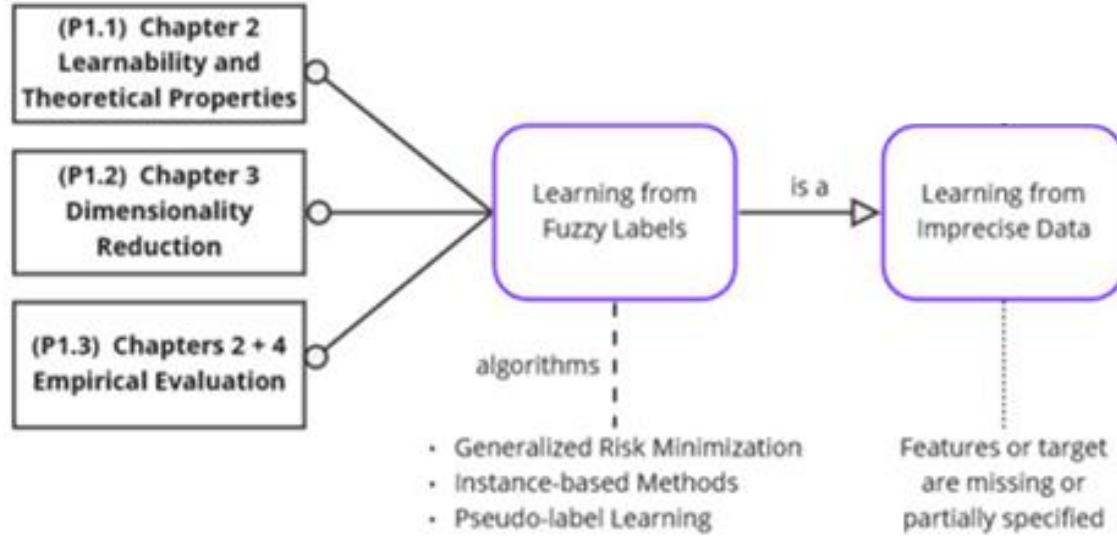 (P1.1) Chapter 2
Learnability and
Theoretical Properties
(P1.2) Chapter 3
Dimensionality
Reduction
(P1.3) Chapters 2 + 4
Empirical Evaluation
Learning from
Fuzzy Labels
is a
Learning from
Imprecise Data
algorithms
· Generalized Risk Minimization
· Instance-based Methods
· Pseudo-label Learning
Features or target
are missing or
partially specified